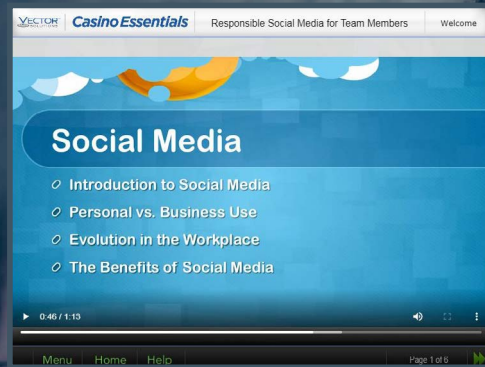 VECTOR SOLUTIONS Casino Essentials Responsible Social Media for Team Members Welcome
Social Media
Introduction to Social Media
Personal vs. Business Use
Evolution in the Workplace
The Benefits of Social Media
0:46 / 1:13
Menu Home Help Page 1 of 6